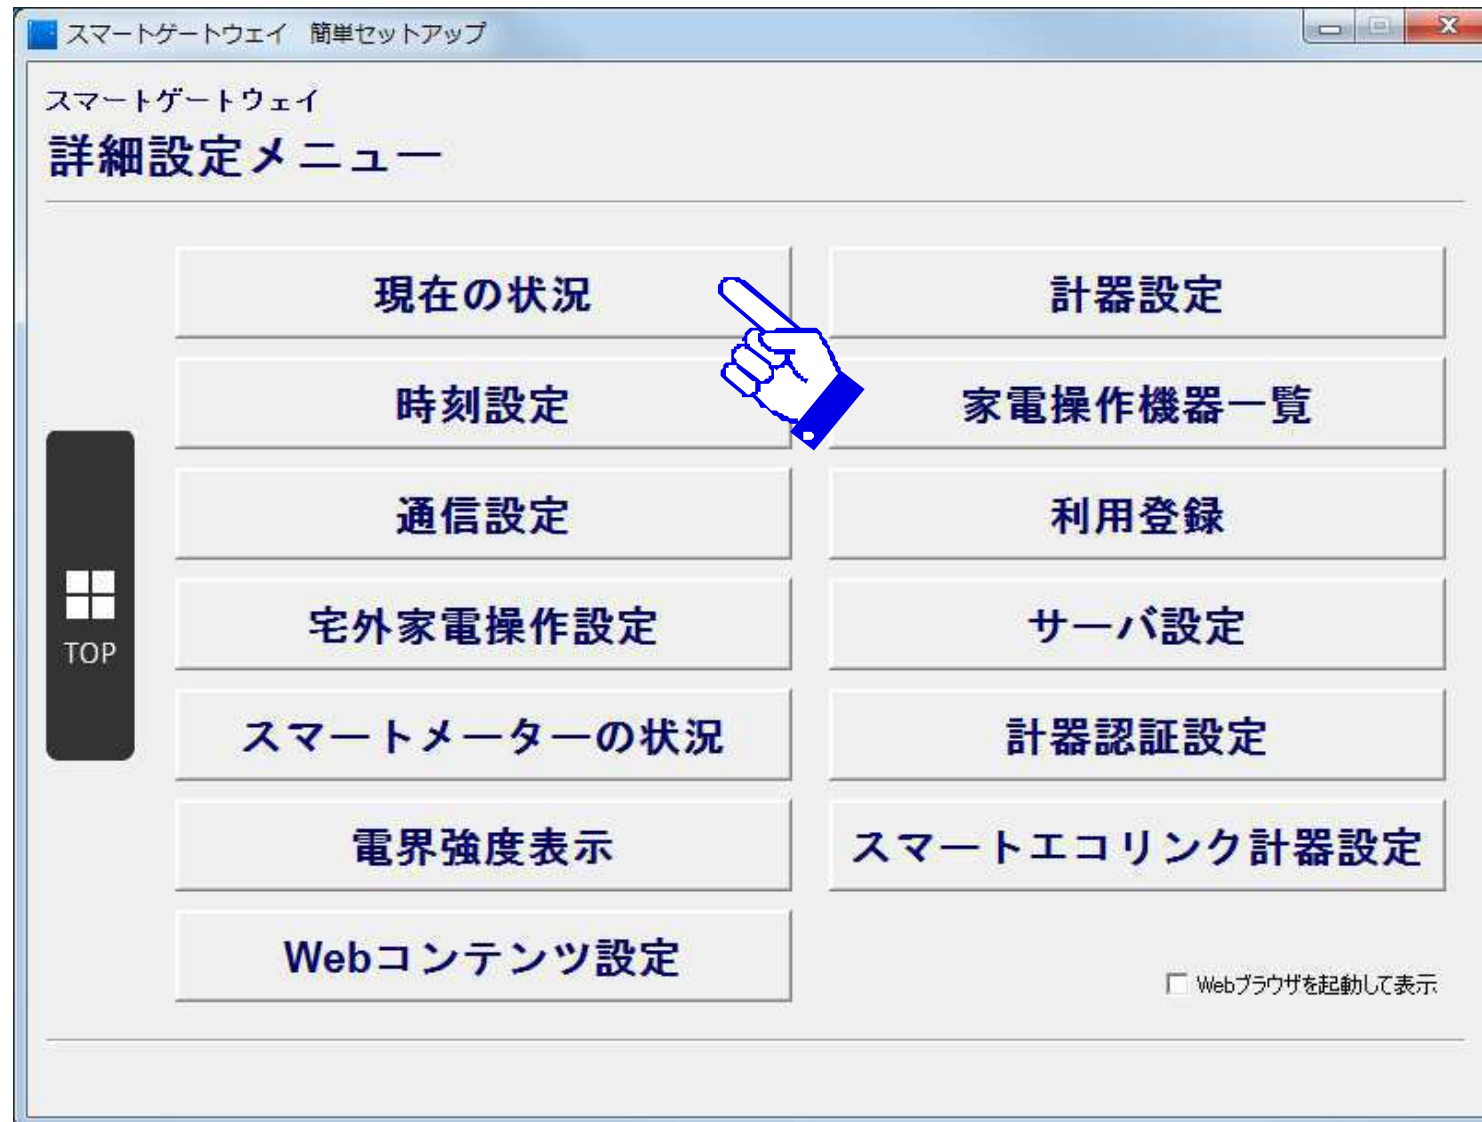 スマートゲートウェイ 簡単セットアップ
スマートゲートウェイ
詳細設定メニュー
現在の状況
計器設定
時刻設定
家電操作機器一覧
通信設定
利用登録
TOP
宅外家電操作設定
サーバ設定
スマートメーターの状況
計器認証設定
電界強度表示
スマートエコリンク計器設定
Webコンテンツ設定
Webブラウザを起動して表示